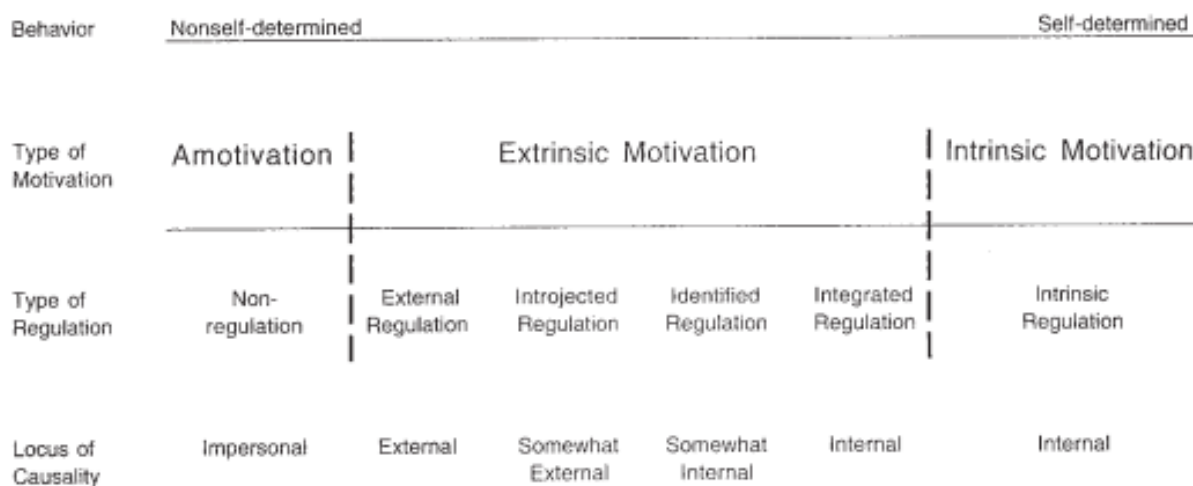 Behavior Nonself-determined Self-determined
Type of Motivation Amotivation Extrinsic Motivation Intrinsic Motivation
Type of Regulation Non-regulation External Regulation Introjected Regulation Identified Regulation Integrated Regulation Intrinsic Regulation
Locus of Causality Impersonal External Somewhat External Somewhat Internal Internal Internal